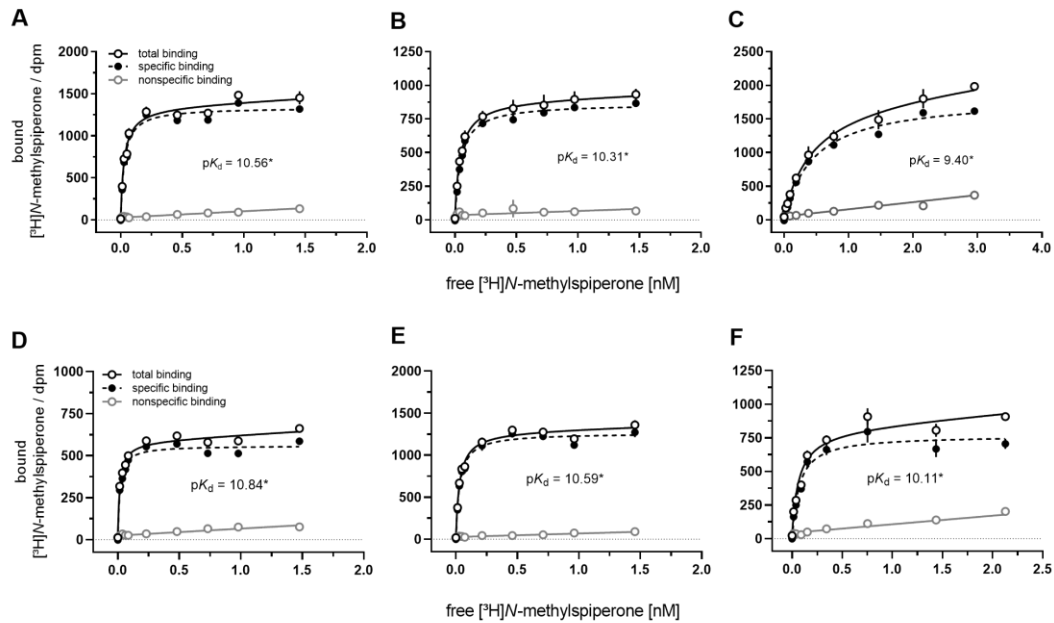 A
B
C
[³H]N-methylspiperone / dpm
bound
2000
1500
1000
500
0
total binding
specific binding
nonspecific binding
pKd = 10.56*
0.0 0.5 1.0 1.5 2.0
1250
1000
750
500
250
0
pKd = 10.31*
0.0 0.5 1.0 1.5 2.0
2500
2000
1500
1000
500
0
pKd = 9.40*
0.0 1.0 2.0 3.0 4.0
free [³H]N-methylspiperone [nM]
D
E
F
[³H]N-methylspiperone / dpm
bound
1000
750
500
250
0
total binding
specific binding
nonspecific binding
pKd = 10.84*
0.0 0.5 1.0 1.5 2.0
2000
1500
1000
500
0
pKd = 10.59*
0.0 0.5 1.0 1.5 2.0
1250
1000
750
500
250
0
pKd = 10.11*
0.0 0.5 1.0 1.5 2.0 2.5
free [³H]N-methylspiperone [nM]